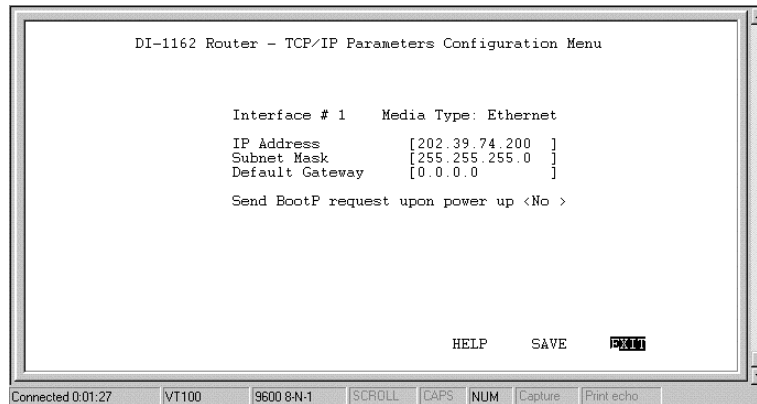 DI-1162 Router - TCP/IP Parameters Configuration Menu
Interface # 1 Media Type: Ethernet
IP Address [202.39.74.200 ]
Subnet Mask [255.255.255.0 ]
Default Gateway [0.0.0.0 ]
Send BootP request upon power up <No >
HELP SAVE EXIT
Connected 0:01:27 VT100 9600 8-N-1 SCROLL CAPS NUM Capture Print echo